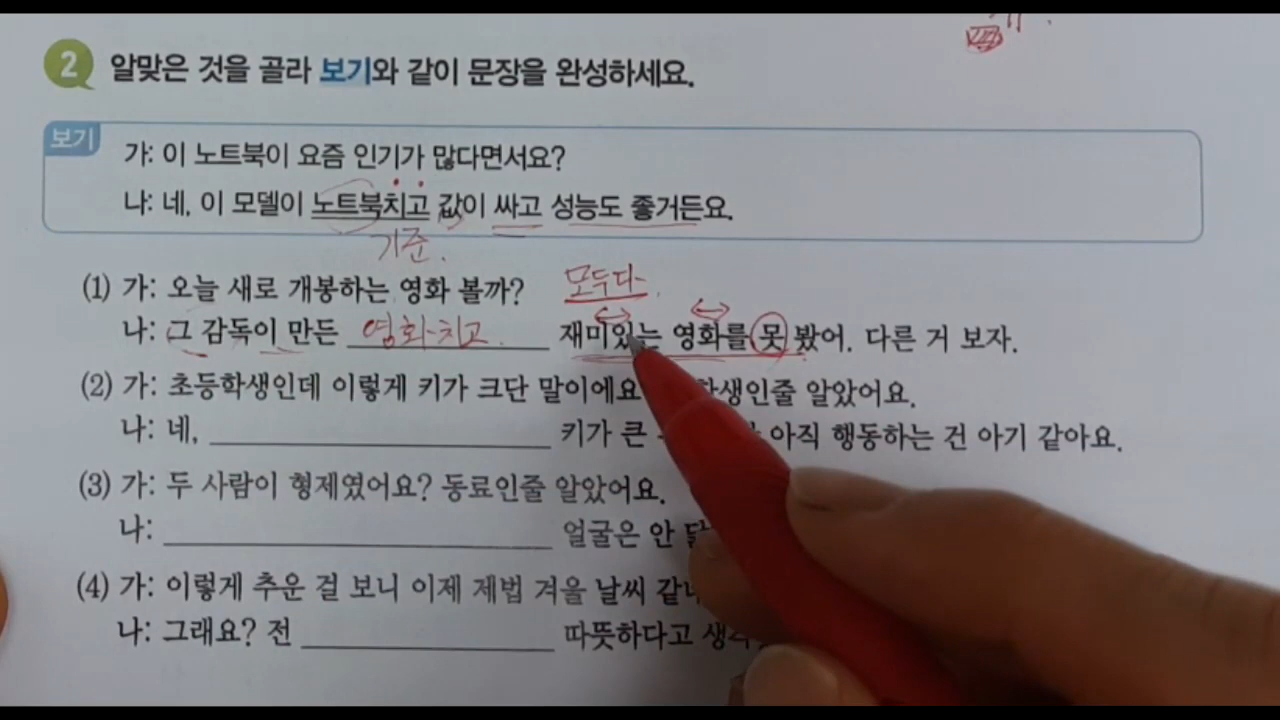 2 알맞은 것을 골라 보기와 같이 문장을 완성하세요.
보기
가: 이 노트북이 요즘 인기가 많다면서요?
나: 네, 이 모델이 노트북치고 값이 싸고 성능도 좋거든요.
기준.
(1) 가: 오늘 새로 개봉하는 영화 볼까?
모두다.
나: 그 감독이 만든 영화치고. 재미있는 영화를 못 봤어. 다른 거 보자.
(2) 가: 초등학생인데 이렇게 키가 크단 말이에요 학생인줄 알았어요.
나: 네, 키가 큰 아직 행동하는 건 아기 같아요.
(3) 가: 두 사람이 형제였어요? 동료인줄 알았어요.
나: 얼굴은 안
(4) 가: 이렇게 추운 걸 보니 이제 제법 겨울 날씨
나: 그래요? 전 따뜻하다고